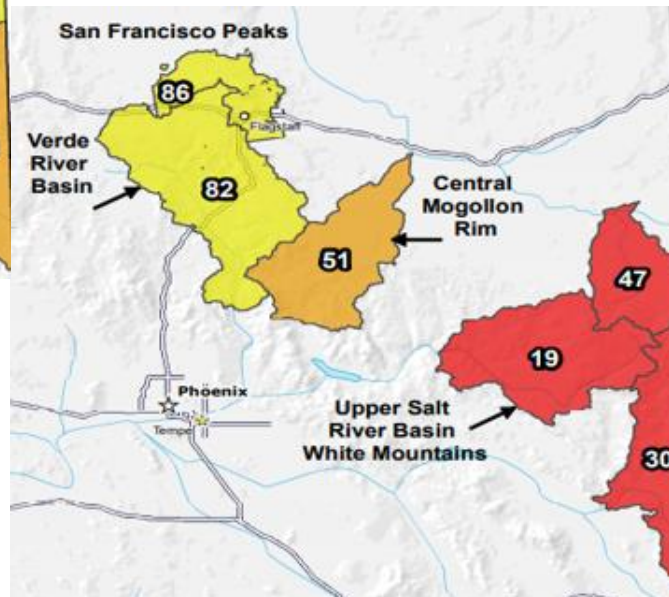 San Francisco Peaks
86
Flagstaff
Verde
River
Basin
82
Central
Mogollon
Rim
51
47
19
Phoenix
Tempe
Upper Salt
River Basin
White Mountains
30